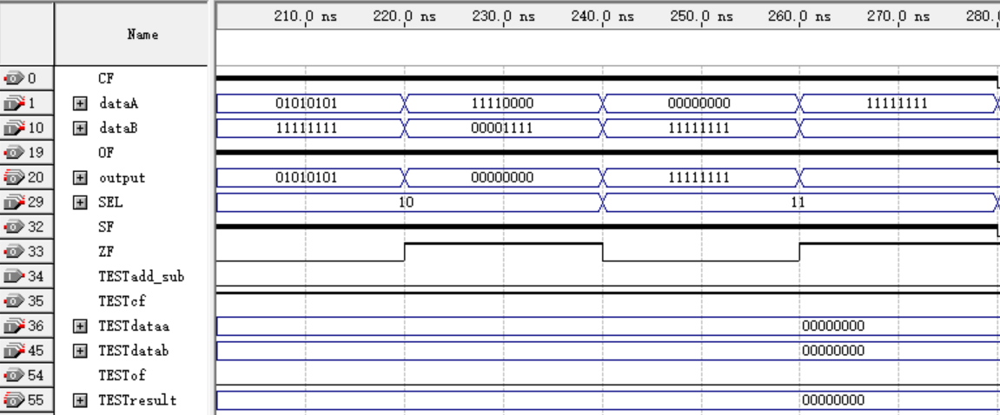 210.0 ns 220.0 ns 230.0 ns 240.0 ns 250.0 ns 260.0 ns 270.0 ns 280.
Name
0 CF
1 dataA 01010101 11110000 00000000 11111111
10 dataB 11111111 00001111 11111111
19 OF
20 output 01010101 00000000 11111111
29 SEL 10 11
32 SF
33 ZF
34 TESTadd_sub
35 TESTcf
36 TESTdataa 00000000
45 TESTdatab 00000000
54 TESTof
55 TESTresult 00000000